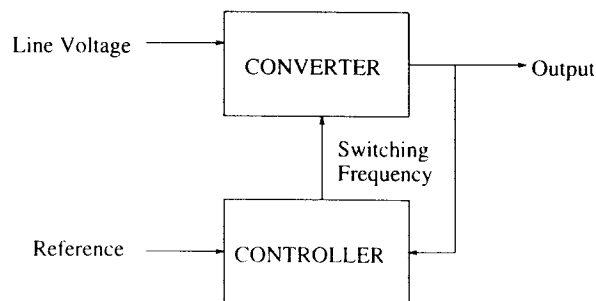 Line Voltage
CONVERTER
Output
Switching
Frequency
Reference
CONTROLLER